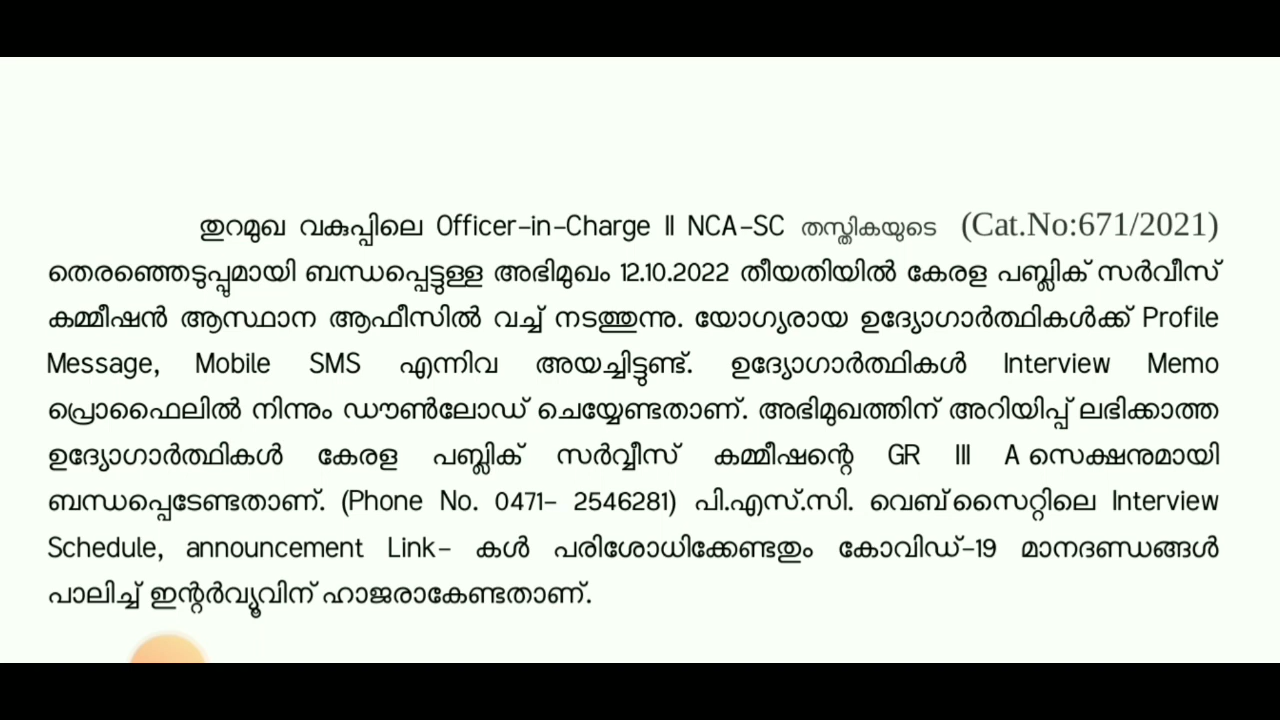 തുറമുഖ വകുപ്പിലെ Officer-in-Charge II NCA-SC തസ്തികയുടെ (Cat.No:671/2021)
തെരഞ്ഞെടുപ്പുമായി ബന്ധപ്പെട്ടുള്ള അഭിമുഖം 12.10.2022 തീയതിയിൽ കേരള പബ്ലിക് സർവീസ്
കമ്മീഷൻ ആസ്ഥാന ആഫീസിൽ വച്ച് നടത്തുന്നു. യോഗ്യരായ ഉദ്യോഗാർത്ഥികൾക്ക് Profile
Message, Mobile SMS എന്നിവ അയച്ചിട്ടുണ്ട്. ഉദ്യോഗാർത്ഥികൾ Interview Memo
പ്രൊഫൈലിൽ നിന്നും ഡൗൺലോഡ് ചെയ്യേണ്ടതാണ്. അഭിമുഖത്തിന് അറിയിപ്പ് ലഭിക്കാത്ത
ഉദ്യോഗാർത്ഥികൾ കേരള പബ്ലിക് സർവ്വീസ് കമ്മീഷന്റെ GR III A സെക്ഷനുമായി
ബന്ധപ്പെടേണ്ടതാണ്. (Phone No. 0471- 2546281) പി.എസ്.സി. വെബ് സൈറ്റിലെ Interview
Schedule, announcement Link- കൾ പരിശോധിക്കേണ്ടതും കോവിഡ്-19 മാനദണ്ഡങ്ങൾ
പാലിച്ച് ഇന്റർവ്യൂവിന് ഹാജരാകേണ്ടതാണ്.